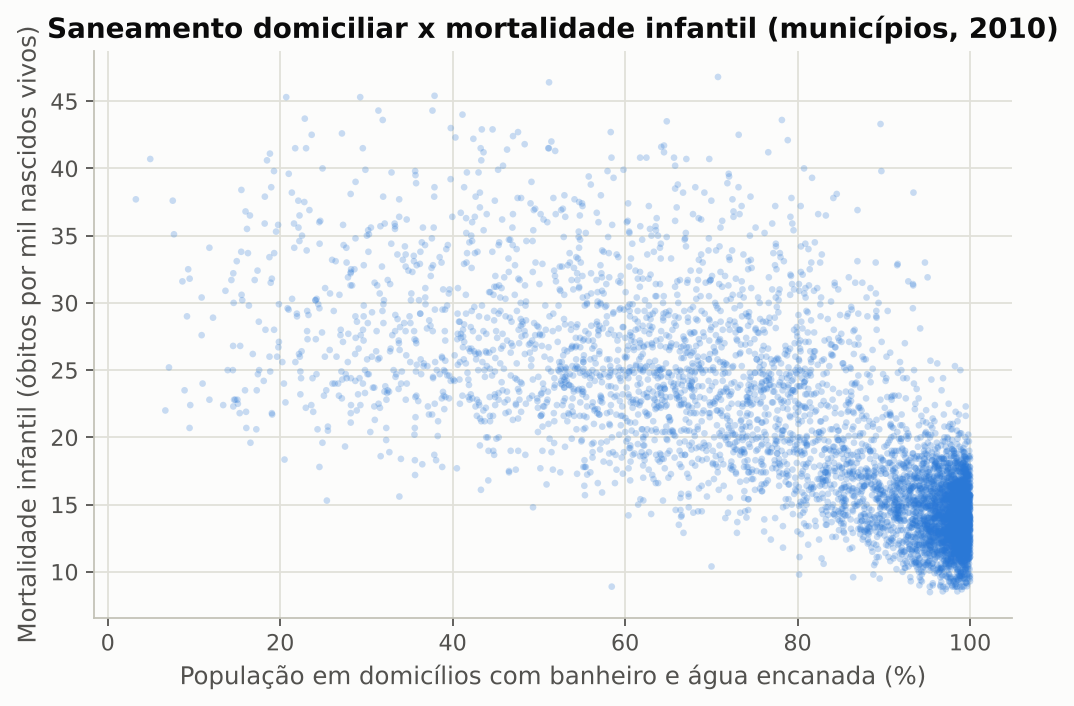 Saneamento domiciliar x mortalidade infantil (municípios, 2010)
Mortalidade infantil (óbitos por mil nascidos vivos)
45
40
35
30
25
20
15
10
0 20 40 60 80 100
População em domicílios com banheiro e água encanada (%)